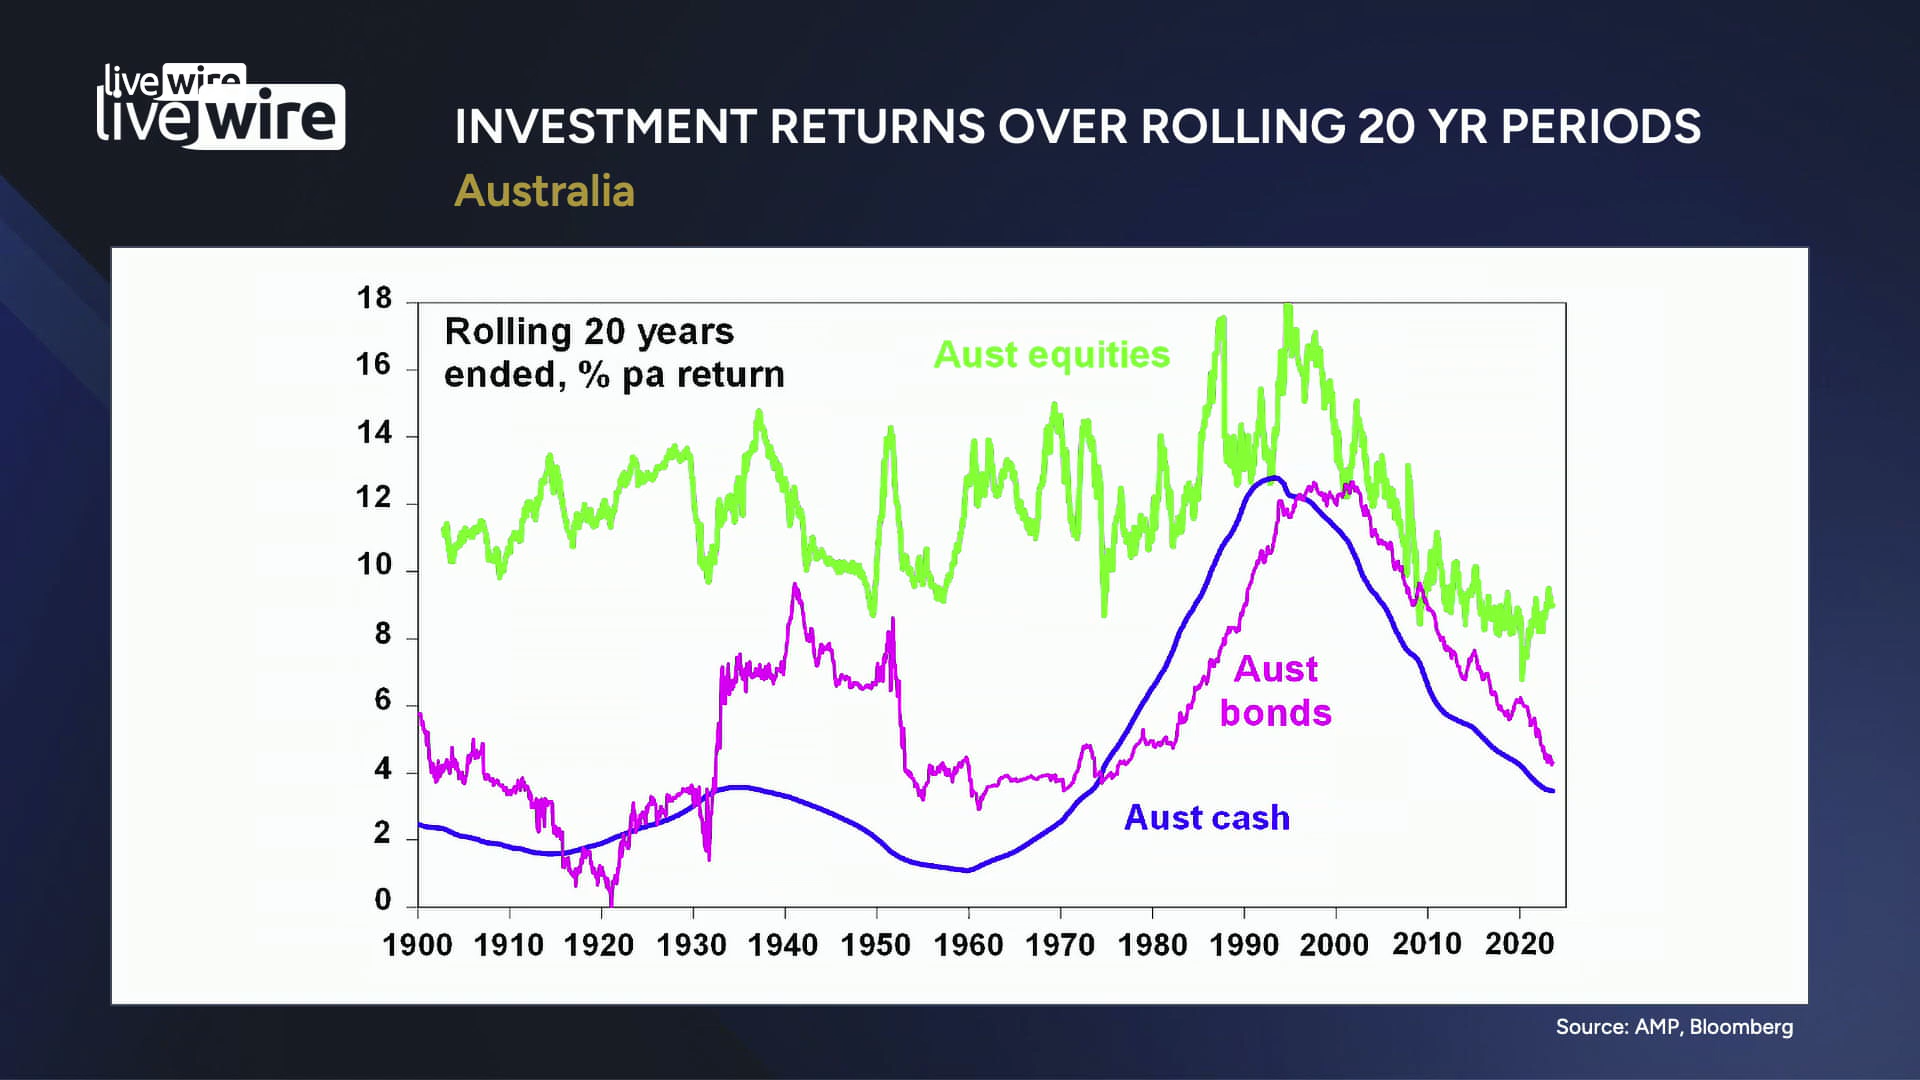 livewire
livewire
INVESTMENT RETURNS OVER ROLLING 20 YR PERIODS
Australia
18
16
14
12
10
8
6
4
2
0
Rolling 20 years
ended, % pa return
Aust equities
Aust
bonds
Aust cash
1900 1910 1920 1930 1940 1950 1960 1970 1980 1990 2000 2010 2020
Source: AMP, Bloomberg